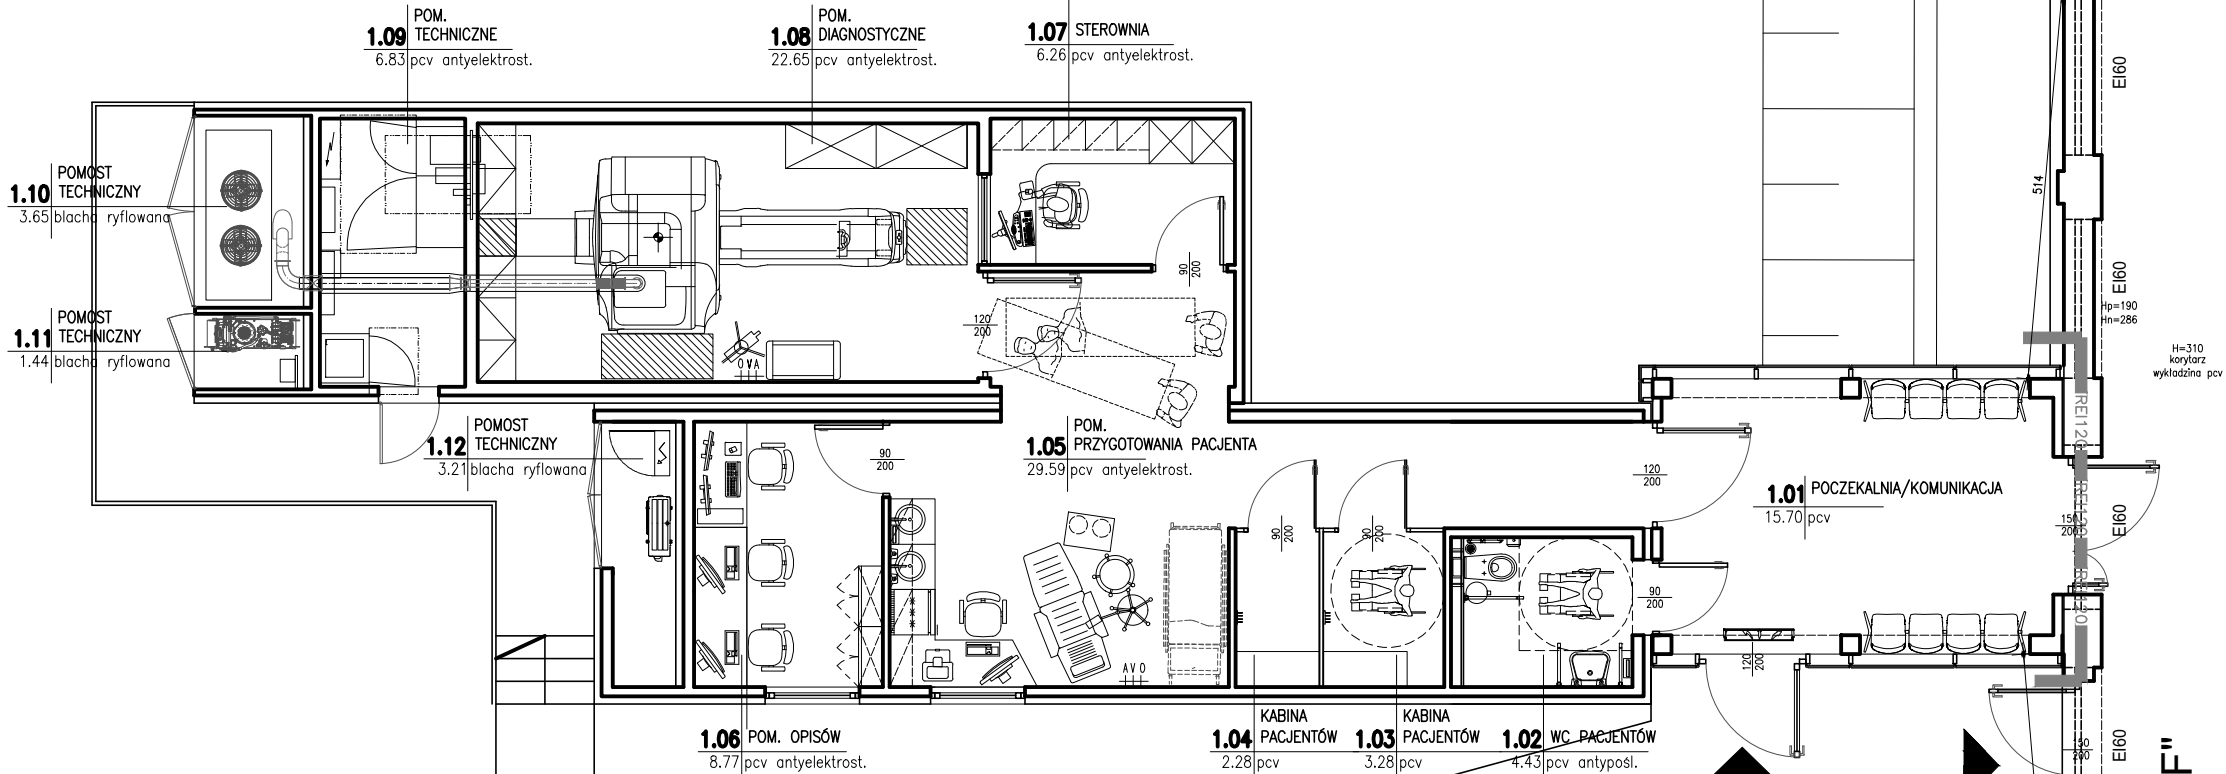 POM.
1.09 TECHNICZNE
6.83 pcv antyelektrost.
POM.
1.08 DIAGNOSTYCZNE
22.65 pcv antyelektrost.
1.07 STEROWNIA
6.26 pcv antyelektrost.
EI60
POMOST
1.10 TECHNICZNY
3.65 blacha ryflowana
514
90
200
EI60
Hp=190
Hn=286
POMOST
1.11 TECHNICZNY
1.44 blacha ryflowana
120
200
O V A
H=310
korytarz
wykładzina pcv
POMOST
1.12 TECHNICZNY
3.21 blacha ryflowana
90
200
POM.
1.05 PRZYGOTOWANIA PACJENTA
29.59 pcv antyelektrost.
120
200
1.01 POCZEKALNIA/KOMUNIKACJA
15.70 pcv
REI120
REI120
REI120
150
200
EI60
90
200
90
200
90
200
A V O
120
200
1.06 POM. OPISÓW
8.77 pcv antyelektrost.
KABINA
1.04 PACJENTÓW
2.28 pcv
KABINA
1.03 PACJENTÓW
3.28 pcv
1.02 WC PACJENTÓW
4.43 pcv antypośl.
150
200
EI60
F"